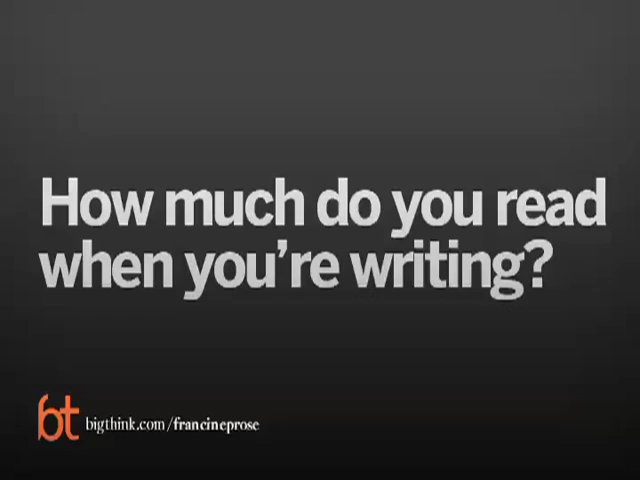 How much do you read
when you're writing?
bt bigthink.com/francineprose